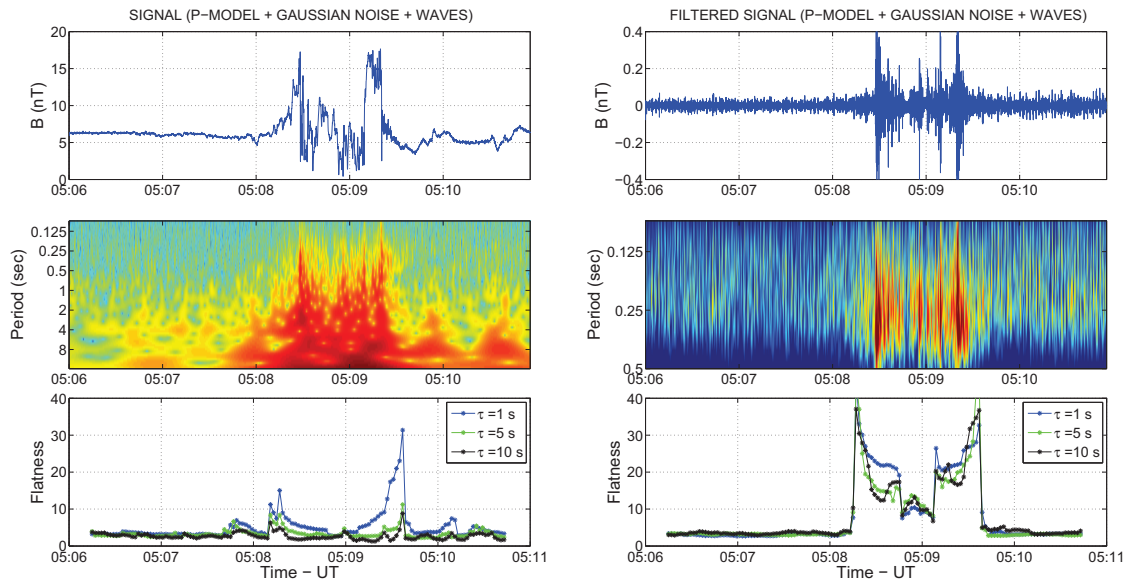 SIGNAL (P-MODEL + GAUSSIAN NOISE + WAVES)
20
15
10
5
0
B (nT)
05:06 05:07 05:08 05:09 05:10
0.125
0.25
0.5
1
2
4
8
Period (sec)
05:06 05:07 05:08 05:09 05:10
40
30
20
10
0
Flatness
τ =1 s
τ =5 s
τ =10 s
05:06 05:07 05:08 05:09 05:10 05:11
Time − UT
FILTERED SIGNAL (P-MODEL + GAUSSIAN NOISE + WAVES)
0.4
0.2
0
−0.2
−0.4
B (nT)
05:06 05:07 05:08 05:09 05:10
0.125
0.25
0.5
Period (sec)
05:06 05:07 05:08 05:09 05:10
40
30
20
10
0
Flatness
τ =1 s
τ =5 s
τ =10 s
05:06 05:07 05:08 05:09 05:10 05:11
Time − UT